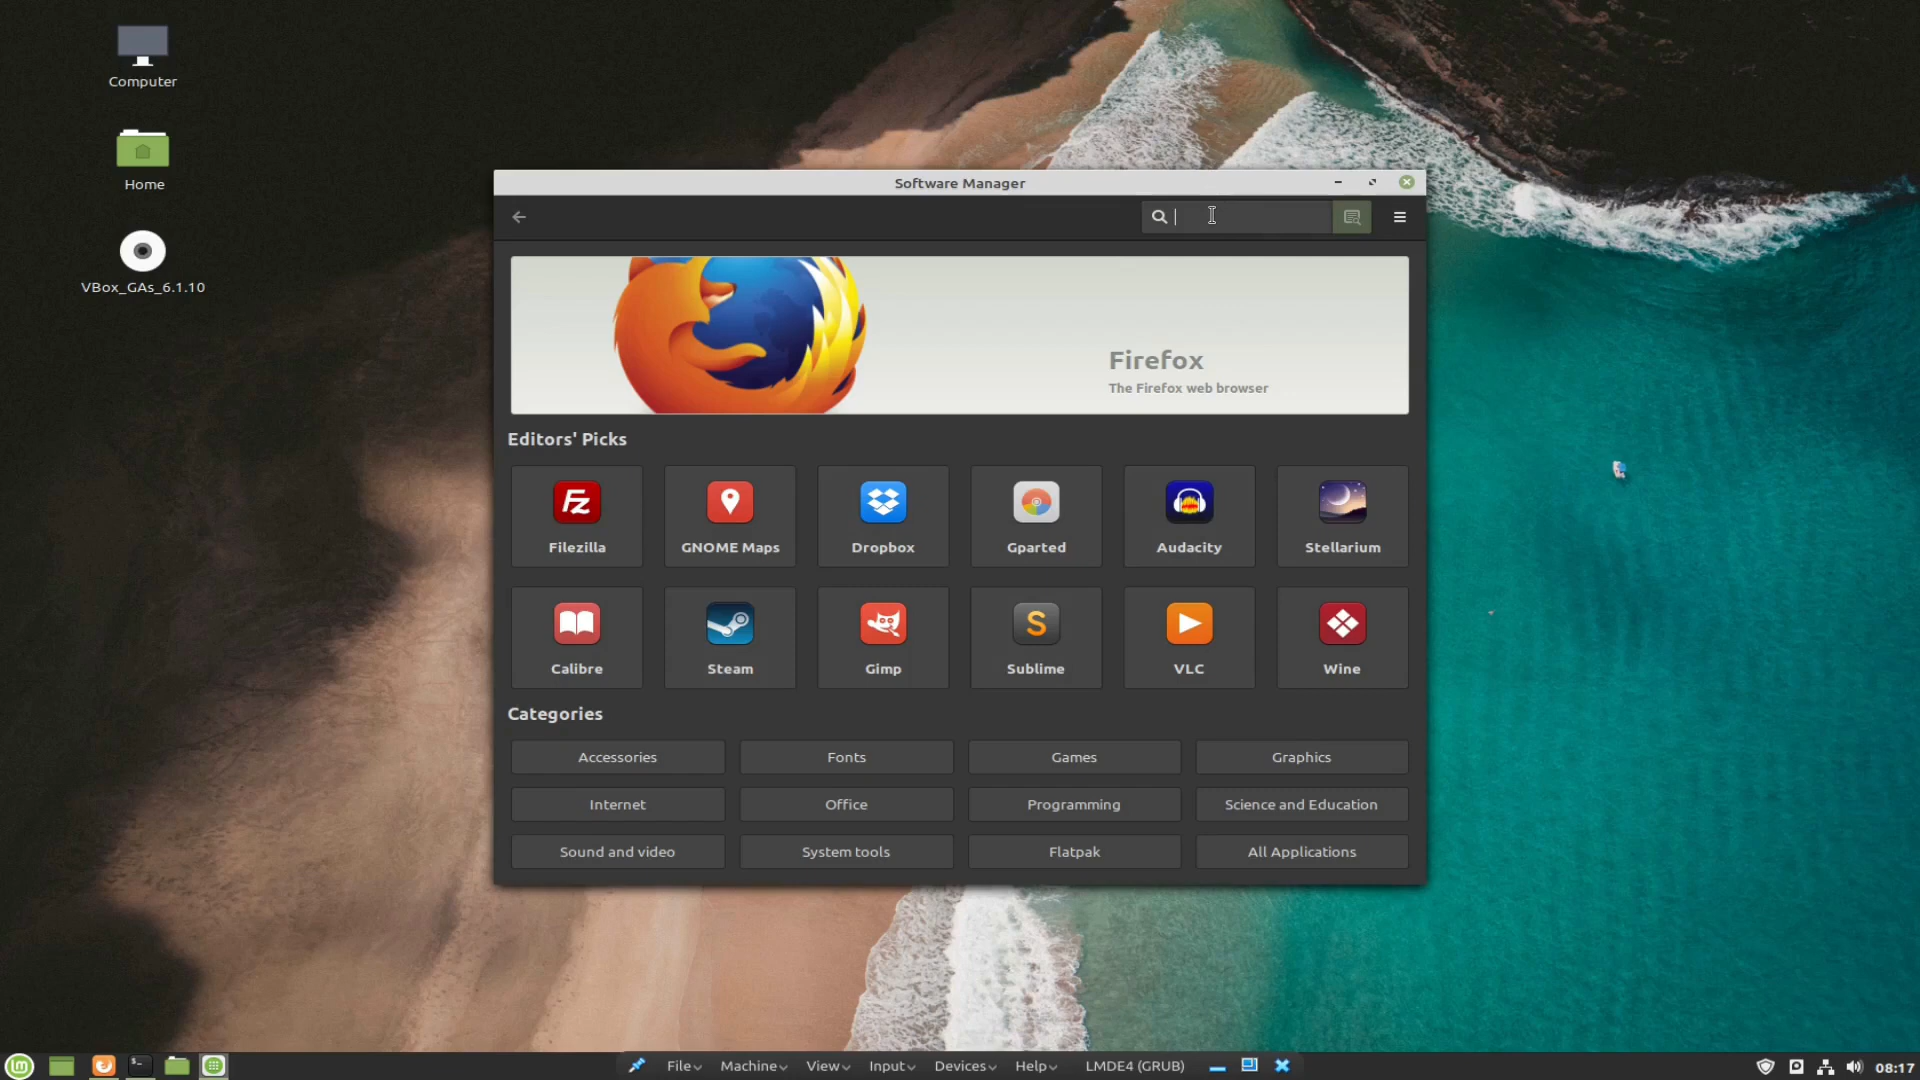 Computer
Home
VBox_GAs_6.1.10
Software Manager
Firefox
The Firefox web browser
Editors' Picks
Filezilla
GNOME Maps
Dropbox
Gparted
Audacity
Stellarium
Calibre
Steam
Gimp
Sublime
VLC
Wine
Categories
Accessories
Fonts
Games
Graphics
Internet
Office
Programming
Science and Education
Sound and video
System tools
Flatpak
All Applications
File Machine View Input Devices Help LMDE4 (GRUB)
08:17